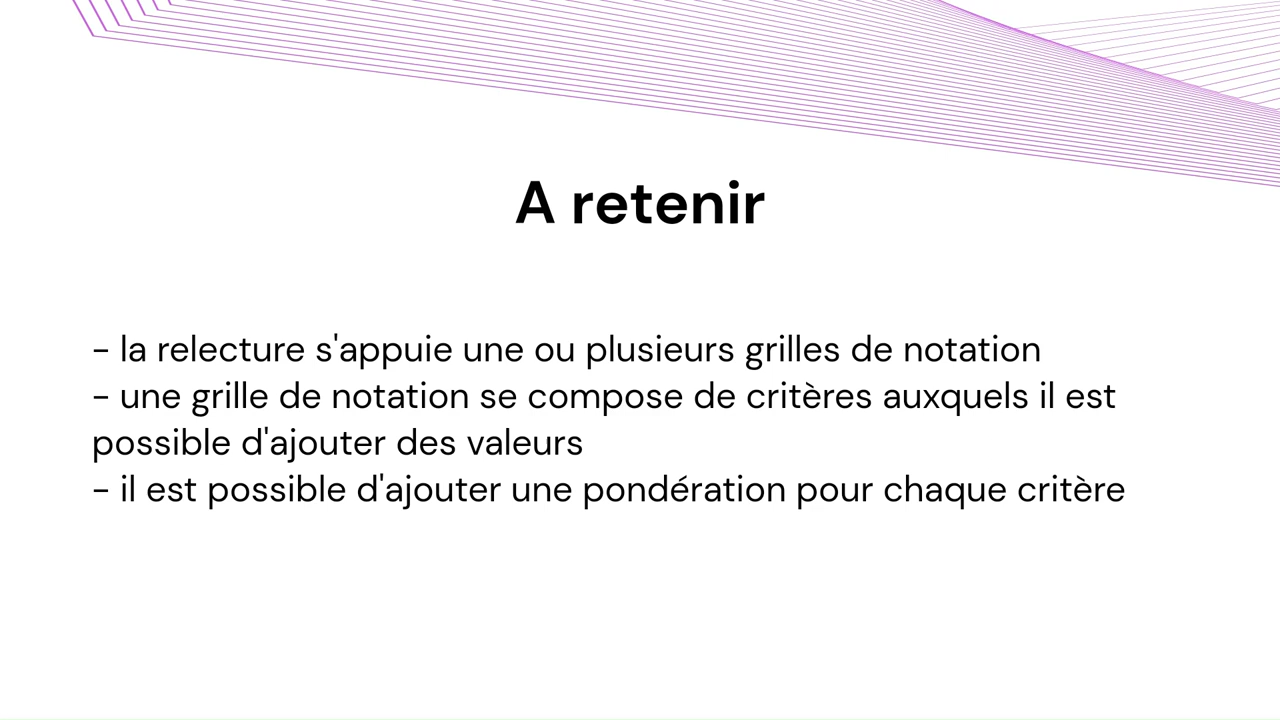 A retenir
- la relecture s'appuie une ou plusieurs grilles de notation
- une grille de notation se compose de critères auxquels il est
possible d'ajouter des valeurs
- il est possible d'ajouter une pondération pour chaque critère